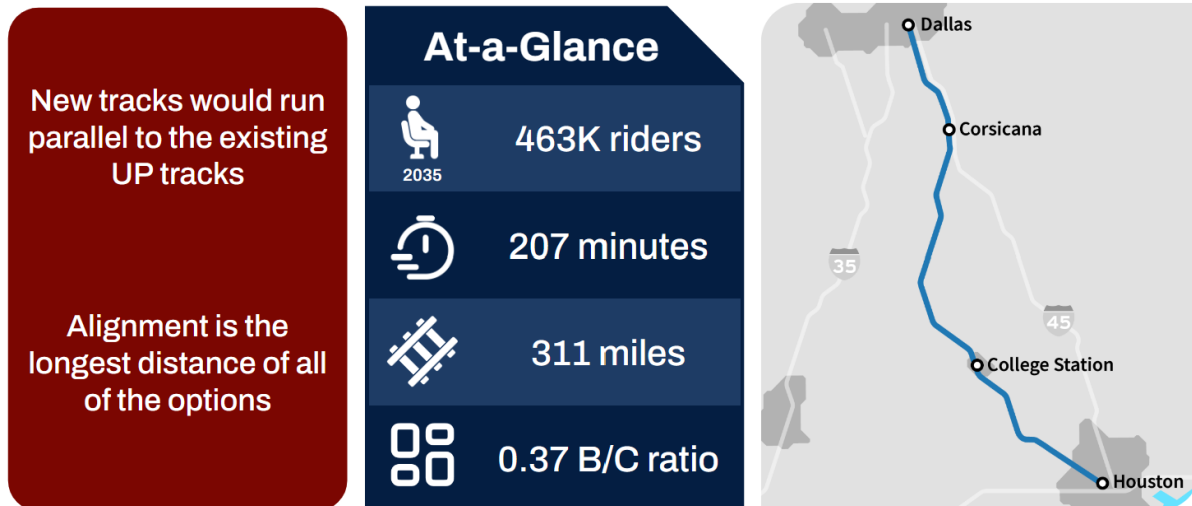 New tracks would run
parallel to the existing
UP tracks
Alignment is the
longest distance of all
of the options
At-a-Glance
2035
463K riders
207 minutes
311 miles
0.37 B/C ratio
Dallas
Corsicana
35
45
College Station
Houston